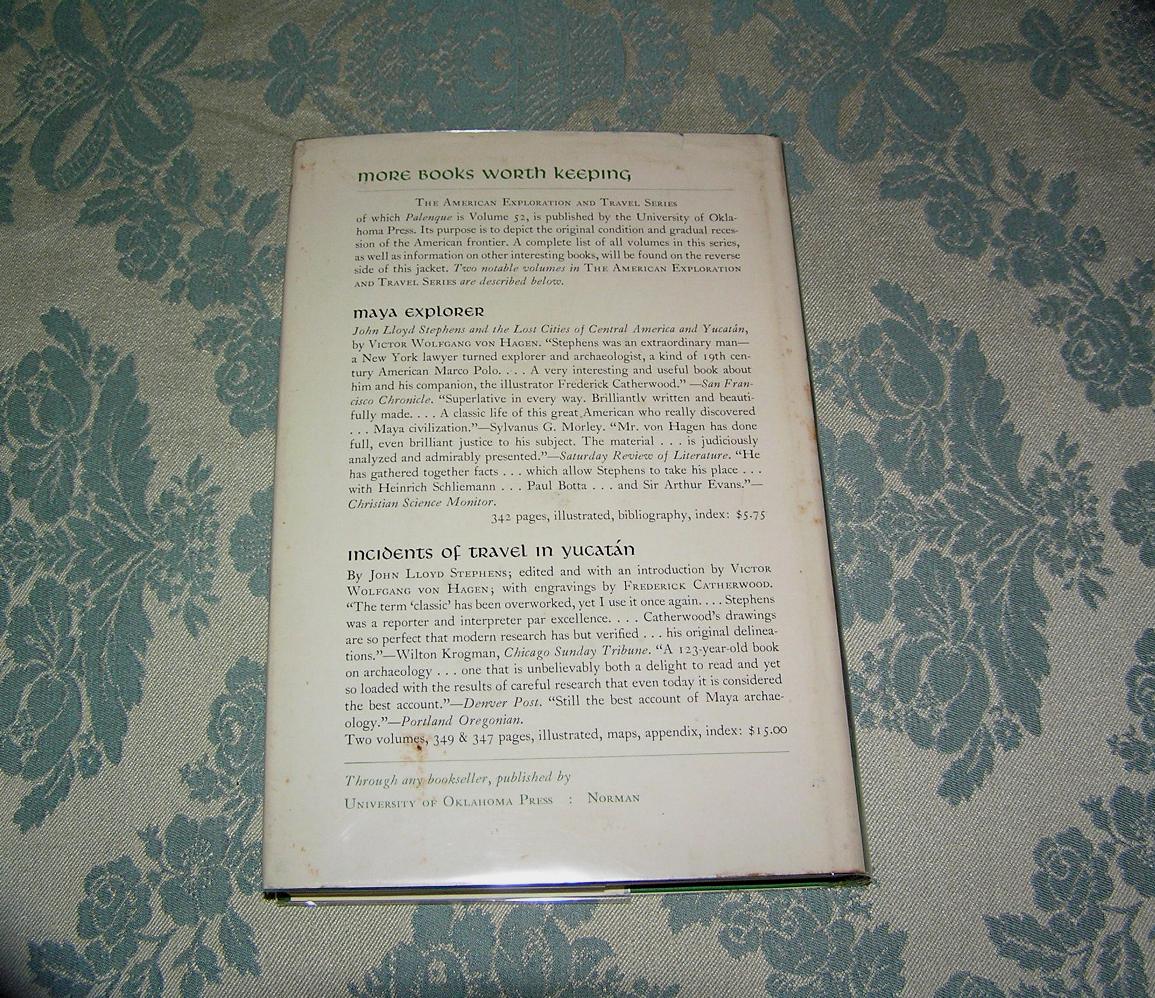 MORE BOOKS WORTH KEEPING
THE AMERICAN EXPLORATION AND TRAVEL SERIES
of which Palenque is Volume 52, is published by the University of Okla-
homa Press. Its purpose is to depict the original condition and gradual reces-
sion of the American frontier. A complete list of all volumes in this series,
as well as information on other interesting books, will be found on the reverse
side of this jacket. Two notable volumes in THE AMERICAN EXPLORATION
AND TRAVEL SERIES are described below.
MAYA EXPLORER
John Lloyd Stephens and the Lost Cities of Central America and Yucatán,
by VICTOR WOLFGANG VON HAGEN. “Stephens was an extraordinary man—
a New York lawyer turned explorer and archaeologist, a kind of 19th cen-
tury American Marco Polo. . . . A very interesting and useful book about
him and his companion, the illustrator Frederick Catherwood.” —San Fran-
cisco Chronicle. “Superlative in every way. Brilliantly written and beauti-
fully made. . . . A classic life of this great American who really discovered
. . . Maya civilization.”—Sylvanus G. Morley. “Mr. von Hagen has done
full, even brilliant justice to his subject. The material . . . is judiciously
analyzed and admirably presented.”—Saturday Review of Literature. “He
has gathered together facts . . . which allow Stephens to take his place . . .
with Heinrich Schliemann . . . Paul Botta . . . and Sir Arthur Evans.”—
Christian Science Monitor.
342 pages, illustrated, bibliography, index: $5.75
INCIDENTS OF TRAVEL IN YUCATÁN
By JOHN LLOYD STEPHENS; edited and with an introduction by VICTOR
WOLFGANG VON HAGEN; with engravings by FREDERICK CATHERWOOD.
“The term ‘classic’ has been overworked, yet I use it once again. . . . Stephens
was a reporter and interpreter par excellence. . . . Catherwood’s drawings
are so perfect that modern research has but verified . . . his original delinea-
tions.”—Wilton Krogman, Chicago Sunday Tribune. “A 123-year-old book
on archaeology . . . one that is unbelievably both a delight to read and yet
so loaded with the results of careful research that even today it is considered
the best account.”—Denver Post. “Still the best account of Maya archae-
ology.”—Portland Oregonian.
Two volumes, 349 & 347 pages, illustrated, maps, appendix, index: $15.00
Through any bookseller, published by
UNIVERSITY OF OKLAHOMA PRESS : NORMAN